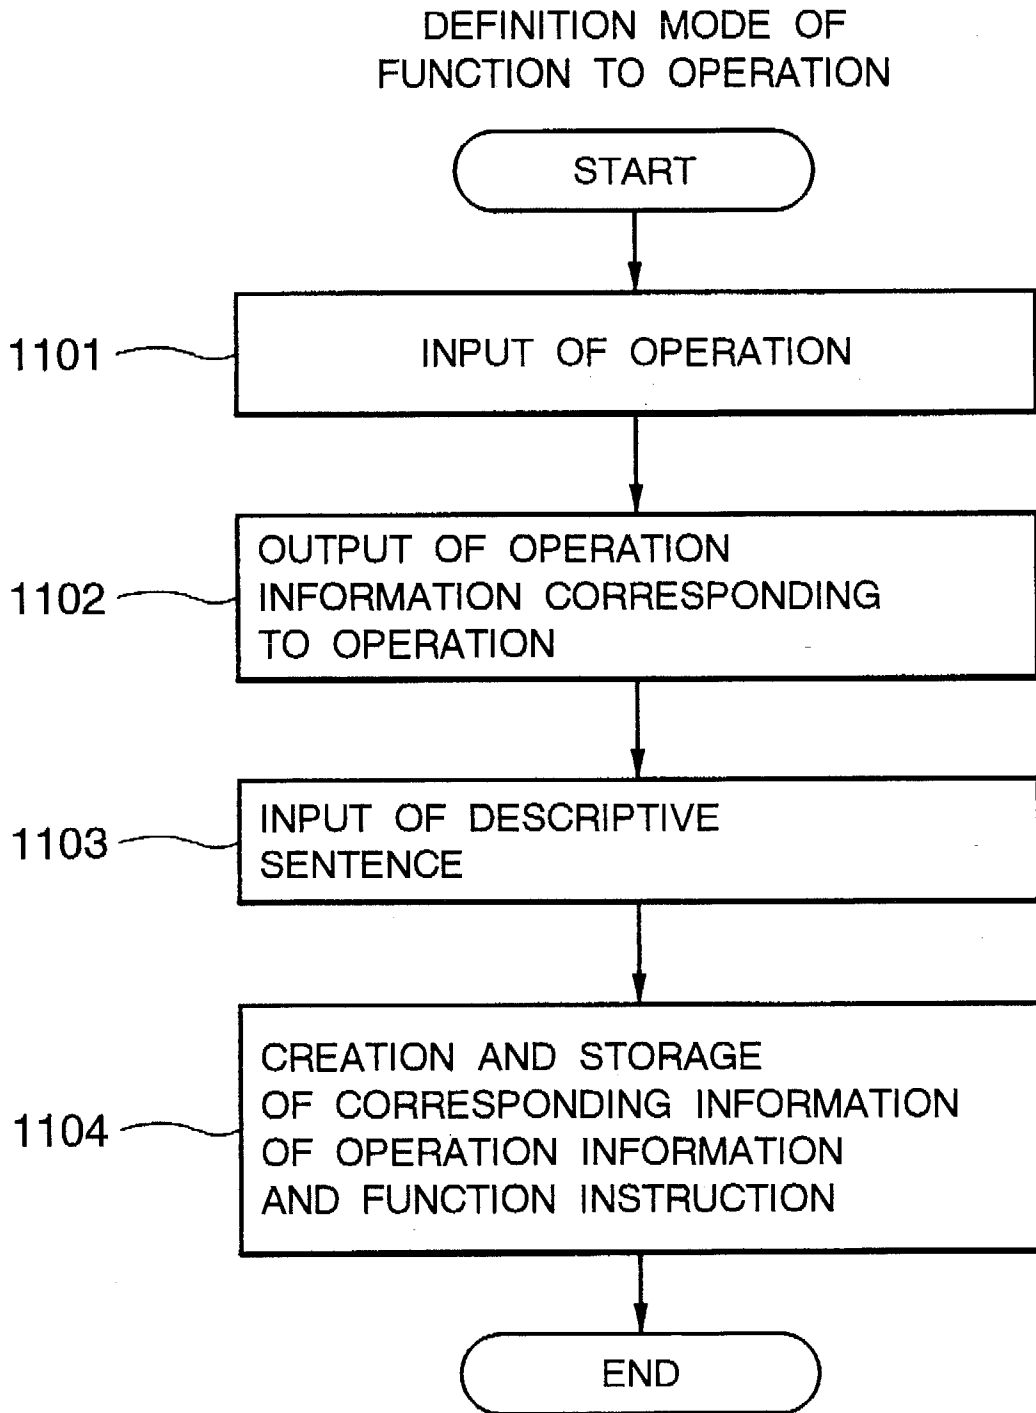 DEFINITION MODE OF
FUNCTION TO OPERATION
START
1101
INPUT OF OPERATION
1102
OUTPUT OF OPERATION
INFORMATION CORRESPONDING
TO OPERATION
1103
INPUT OF DESCRIPTIVE
SENTENCE
1104
CREATION AND STORAGE
OF CORRESPONDING INFORMATION
OF OPERATION INFORMATION
AND FUNCTION INSTRUCTION
END